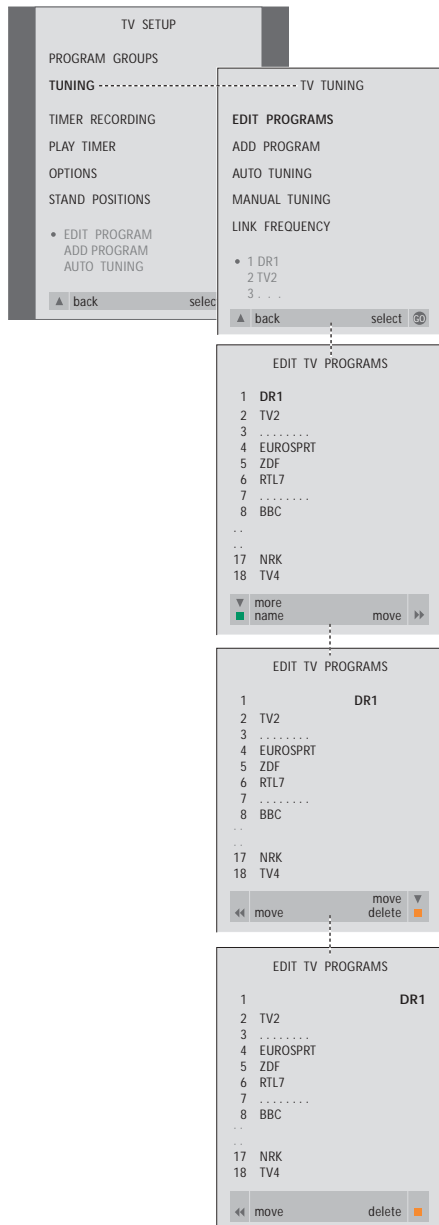 TV SETUP
PROGRAM GROUPS
TUNING
TIMER RECORDING
PLAY TIMER
OPTIONS
STAND POSITIONS
• EDIT PROGRAM
ADD PROGRAM
AUTO TUNING
▲ back selec
TV TUNING
EDIT PROGRAMS
ADD PROGRAM
AUTO TUNING
MANUAL TUNING
LINK FREQUENCY
• 1 DR1
2 TV2
3 . . .
▲ back select GO
EDIT TV PROGRAMS
1 DR1
2 TV2
3 ........
4 EUROSPRT
5 ZDF
6 RTL7
7 ........
8 BBC
..
..
17 NRK
18 TV4
▼ more
name move ▶▶
EDIT TV PROGRAMS
1 DR1
2 TV2
3 ........
4 EUROSPRT
5 ZDF
6 RTL7
7 ........
8 BBC
..
..
17 NRK
18 TV4
move ▼
◀◀ move delete
EDIT TV PROGRAMS
1 DR1
2 TV2
3 ........
4 EUROSPRT
5 ZDF
6 RTL7
7 ........
8 BBC
..
..
17 NRK
18 TV4
◀◀ move delete